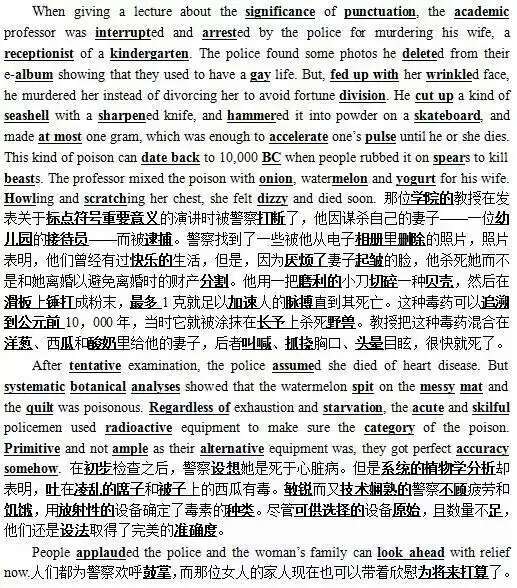 When giving a lecture about the significance of punctuation, the academic
professor was interrupted and arrested by the police for murdering his wife, a
receptionist of a kindergarten. The police found some photos he deleted from their
e-album showing that they used to have a gay life. But, fed up with her wrinkled face,
he murdered her instead of divorcing her to avoid fortune division. He cut up a kind of
seashell with a sharpened knife, and hammered it into powder on a skateboard, and
made at most one gram, which was enough to accelerate one's pulse until he or she dies.
This kind of poison can date back to 10,000 BC when people rubbed it on spears to kill
beasts. The professor mixed the poison with onion, watermelon and yogurt for his wife.
Howling and scratching her chest, she felt dizzy and died soon. 那位学院的教授在发
表关于标点符号重要意义的演讲时被警察打断了，他因谋杀自己的妻子——一位幼
儿园的接待员——而被逮捕。警察找到了一些被他从电子相册里删除的照片，照片
表明，他们曾经有过快乐的生活，但是，因为厌烦了妻子起皱的脸，他杀死她而不
是和她离婚以避免离婚时的财产分割。他用一把磨利的小刀切碎一种贝壳，然后在
滑板上锤打成粉末，最多 1 克就足以加速人的脉搏直到其死亡。这种毒药可以追溯
到公元前 10，000 年，当时它就被涂抹在长矛上杀死野兽。教授把这种毒药混合在
洋葱、西瓜和酸奶里给他的妻子，后者叫喊、抓挠胸口、头晕目眩，很快就死了。
After tentative examination, the police assumed she died of heart disease. But
systematic botanical analyses showed that the watermelon spit on the messy mat and
the quilt was poisonous. Regardless of exhaustion and starvation, the acute and skilful
policemen used radioactive equipment to make sure the category of the poison.
Primitive and not ample as their alternative equipment was, they got perfect accuracy
somehow. 在初步检查之后，警察设想她是死于心脏病。但是系统的植物学分析却
表明，吐在凌乱的席子和被子上的西瓜有毒。敏锐而又技术娴熟的警察不顾疲劳和
饥饿，用放射性的设备确定了毒素的种类。尽管可供选择的设备原始，且数量不足，
他们还是设法取得了完美的准确度。
People applauded the police and the woman's family can look ahead with relief
now.人们都为警察欢呼鼓掌，而那位女人的家人现在也可以带着欣慰为将来打算了。